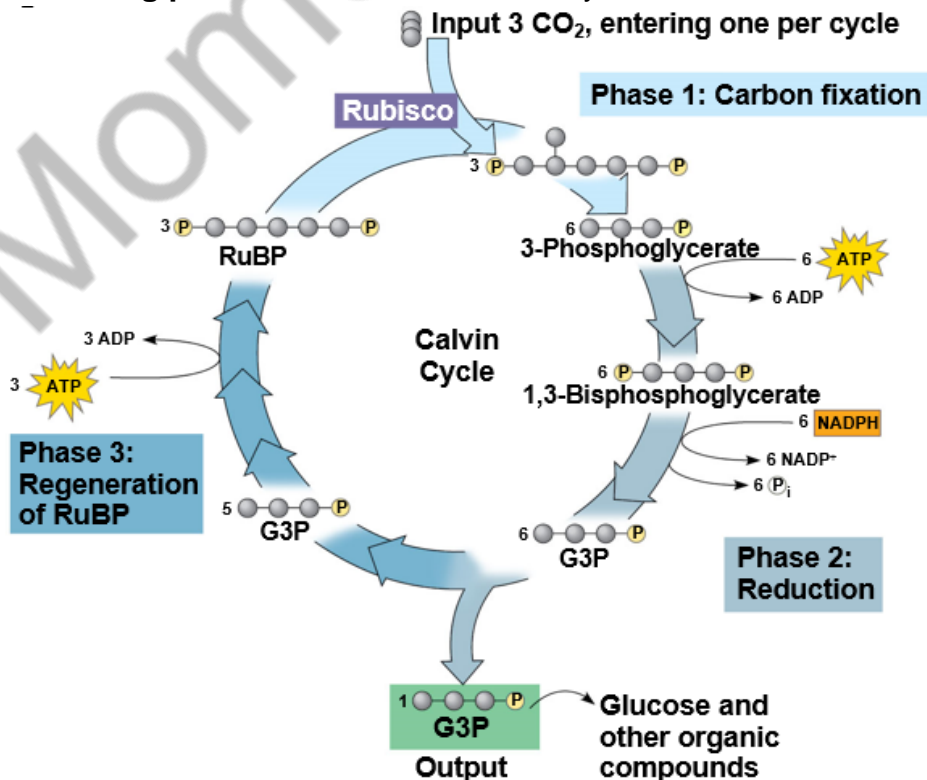 Mom
Input 3 CO₂, entering one per cycle
Rubisco
Phase 1: Carbon fixation
3 P P
3 P P
RuBP
6 P
3-Phosphoglycerate
6 ATP
6 ADP
3 ADP
3 ATP
Calvin
Cycle
6 P P
1,3-Bisphosphoglycerate
6 NADPH
6 NADP⁺
6 Pᵢ
Phase 3:
Regeneration
of RuBP
5 P
G3P
6 P
G3P
Phase 2:
Reduction
1 P
G3P
Output
Glucose and
other organic
compounds